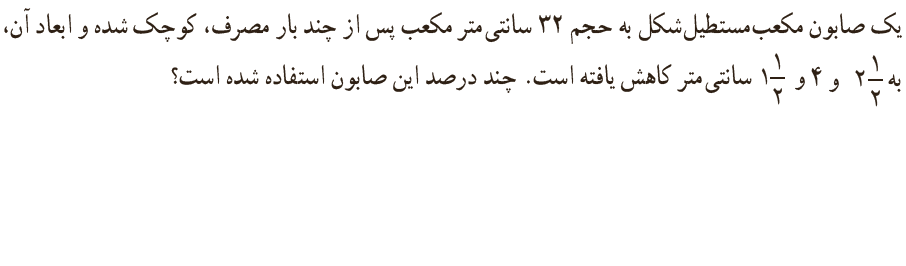 یک صابون مکعب‌مستطیل‌شکل به حجم ۳۲ سانتی‌متر مکعب پس از چند بار مصرف، کوچک شده و ابعاد آن،
به ۲ ۱/۲ و ۴ و ۱ ۱/۲ سانتی‌متر کاهش یافته است. چند درصد این صابون استفاده شده است؟